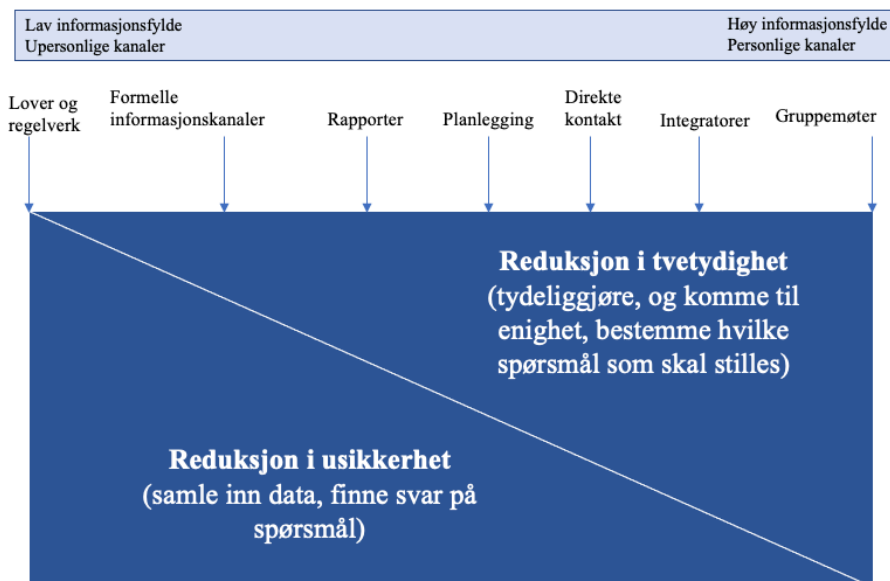 Lav informasjonsfylde
Upersonlige kanaler
Høy informasjonsfylde
Personlige kanaler
Lover og
regelverk
Formelle
informasjonskanaler
Rapporter
Planlegging
Direkte
kontakt
Integratorer
Gruppemøter
Reduksjon i tvetydighet
(tydeliggjøre, og komme til
enighet, bestemme hvilke
spørsmål som skal stilles)
Reduksjon i usikkerhet
(samle inn data, finne svar på
spørsmål)